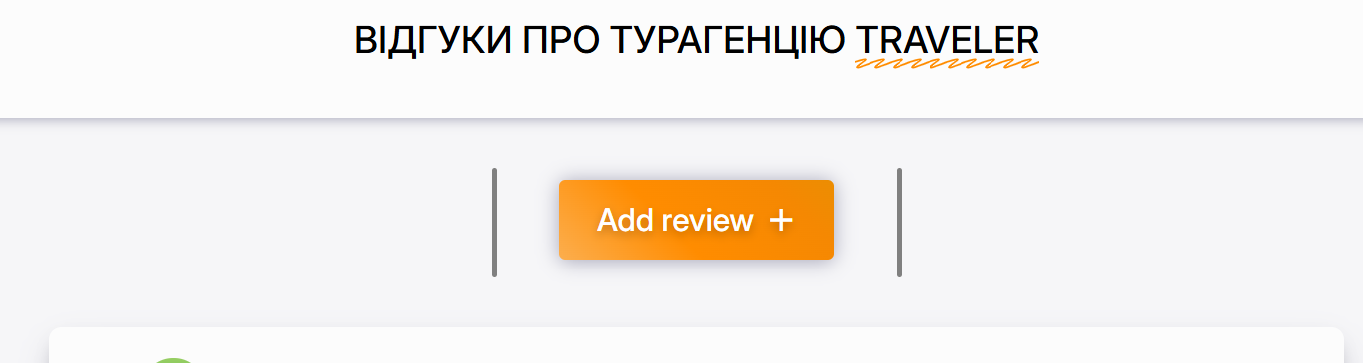 ВІДГУКИ ПРО ТУРАГЕНЦІЮ TRAVELER
Add review +